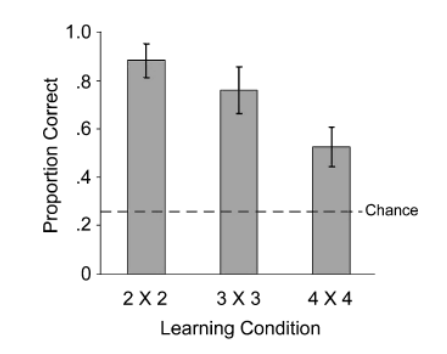 1.0
.8
.6
.4
.2
0
Proportion Correct
Chance
2 X 2 3 X 3 4 X 4
Learning Condition